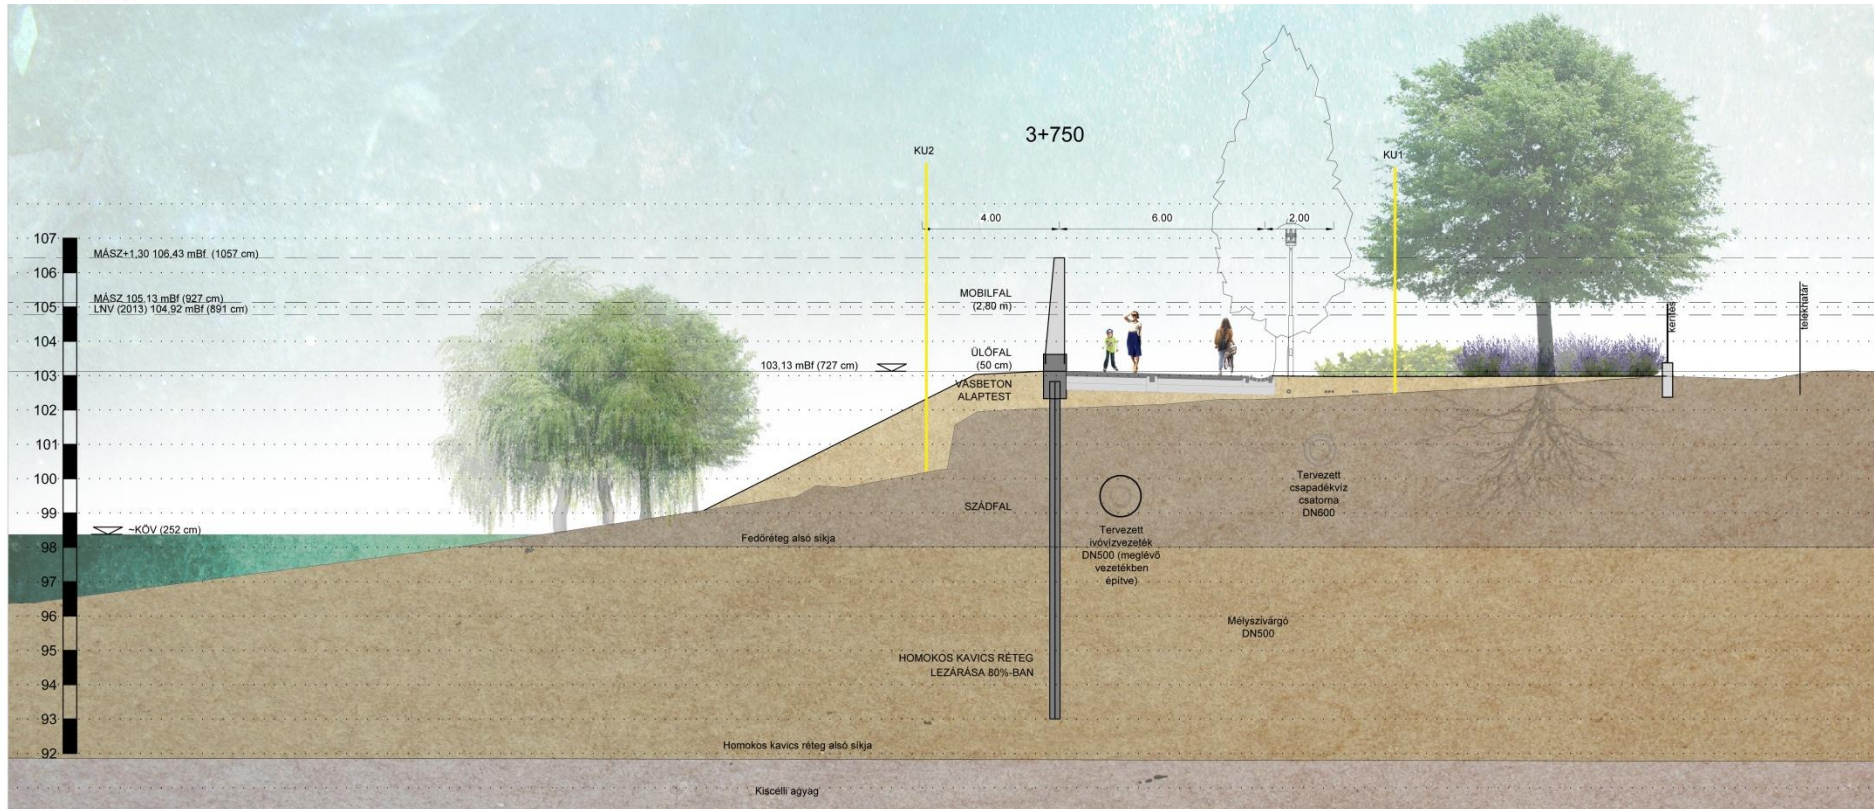 3+750
KU2
KU1
4.00
6.00
2.00
107
MÁSZ+1,30 106,43 mBf (1057 cm)
106
MÁSZ 105,13 mBf (927 cm)
105
LNV (2013) 104,92 mBf (891 cm)
MOBILFAL
(2,80 m)
kerítés
telekhatár
104
ÜLŐFAL
(50 cm)
103,13 mBf (727 cm)
103
VASBETON
ALAPTEST
102
101
100
Tervezett
csapadékvíz
csatorna
DN600
SZÁDFAL
99
~KÖV (252 cm)
Fedőréteg alsó síkja
Tervezett
ivóvízvezeték
DN500 (meglévő
vezetékben
építve)
98
97
96
Mélyszivárgó
DN500
95
HOMOKOS KAVICS RÉTEG
LEZÁRÁSA 80%-BAN
94
93
Homokos kavics réteg alsó síkja
92
Kiscelli agyag